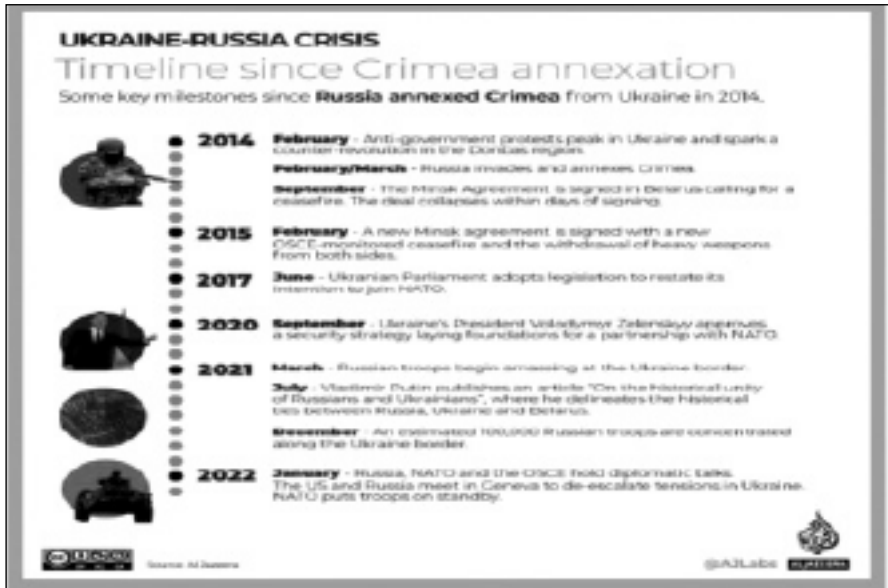 UKRAINE-RUSSIA CRISIS
Timeline since Crimea annexation
Some key milestones since Russia annexed Crimea from Ukraine in 2014.
2014 February - Anti-government protests peak in Ukraine and spark a
counter-revolution in the Donbas region.
February/March - Russia invades and annexes Crimea.
September - The Minsk Agreement is signed in Belarus calling for a
ceasefire. The deal collapses within days of signing.
2015 February - A new Minsk agreement is signed with a new
OSCE-monitored ceasefire and the withdrawal of heavy weapons
from both sides.
2017 June - Ukranian Parliament adopts legislation to restate its
intention to join NATO.
2020 September - Ukraine's President Volodymyr Zelenskyy approves
a security strategy laying foundations for a partnership with NATO.
2021 March - Russian troops begin amassing at the Ukraine border.
July - Vladimir Putin publishes an article "On the historical unity
of Russians and Ukrainians", where he delineates the historical
ties between Russia, Ukraine and Belarus.
December - An estimated 100,000 Russian troops are concentrated
along the Ukraine border.
2022 January - Russia, NATO and the OSCE hold diplomatic talks.
The US and Russia meet in Geneva to de-escalate tensions in Ukraine.
NATO puts troops on standby.
Source: Al Jazeera
@AJLabs ALJAZEERA